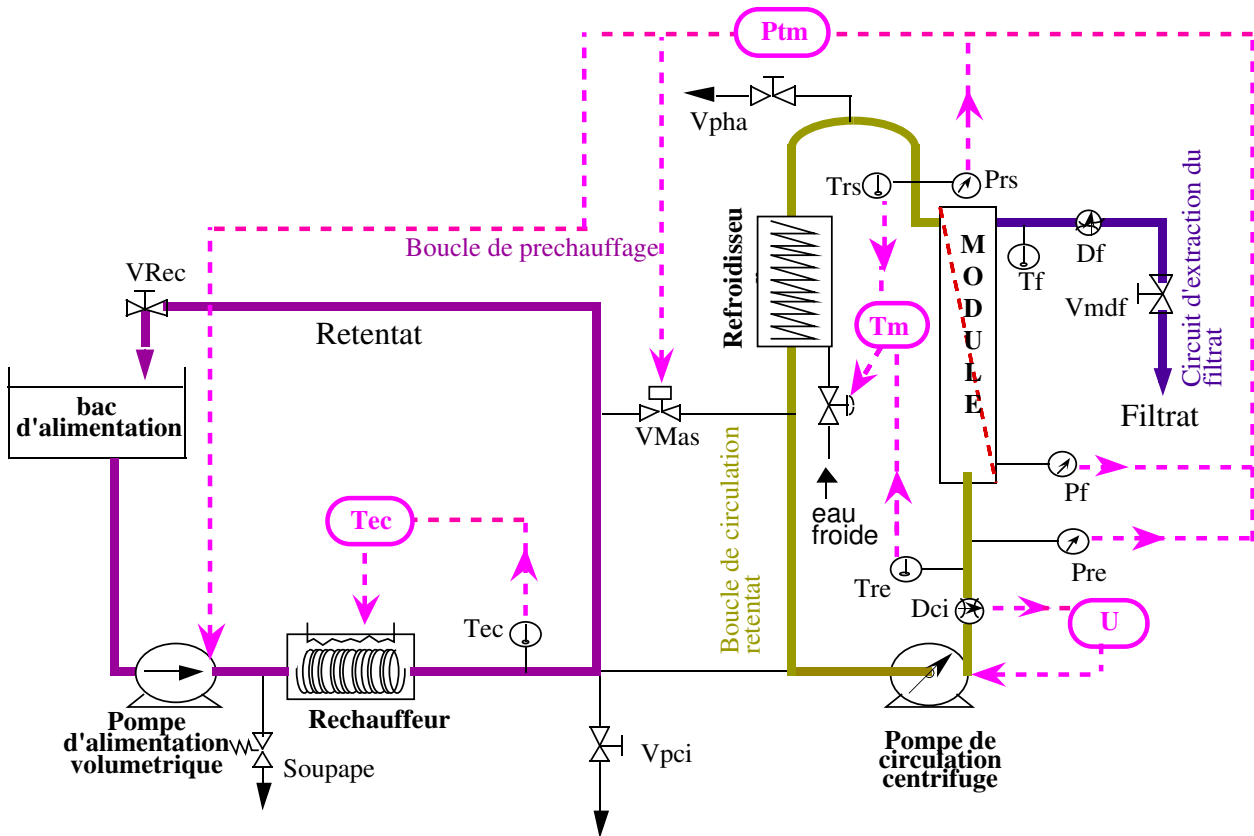 Ptm
Vpha
Trs
Prs
Boucle de prechauffage
VRec
Retentat
Refroidisseu
Tm
MODULE
Tf
Df
Vmdf
Circuit d'extraction du
filtrat
Filtrat
bac
d'alimentation
VMas
Boucle de circulation
retentat
eau
froide
Pf
Tec
Pre
Tre
Dci
U
Tec
Rechauffeur
Pompe
d'alimentation
volumetrique
Soupape
Vpci
Pompe de
circulation
centrifuge